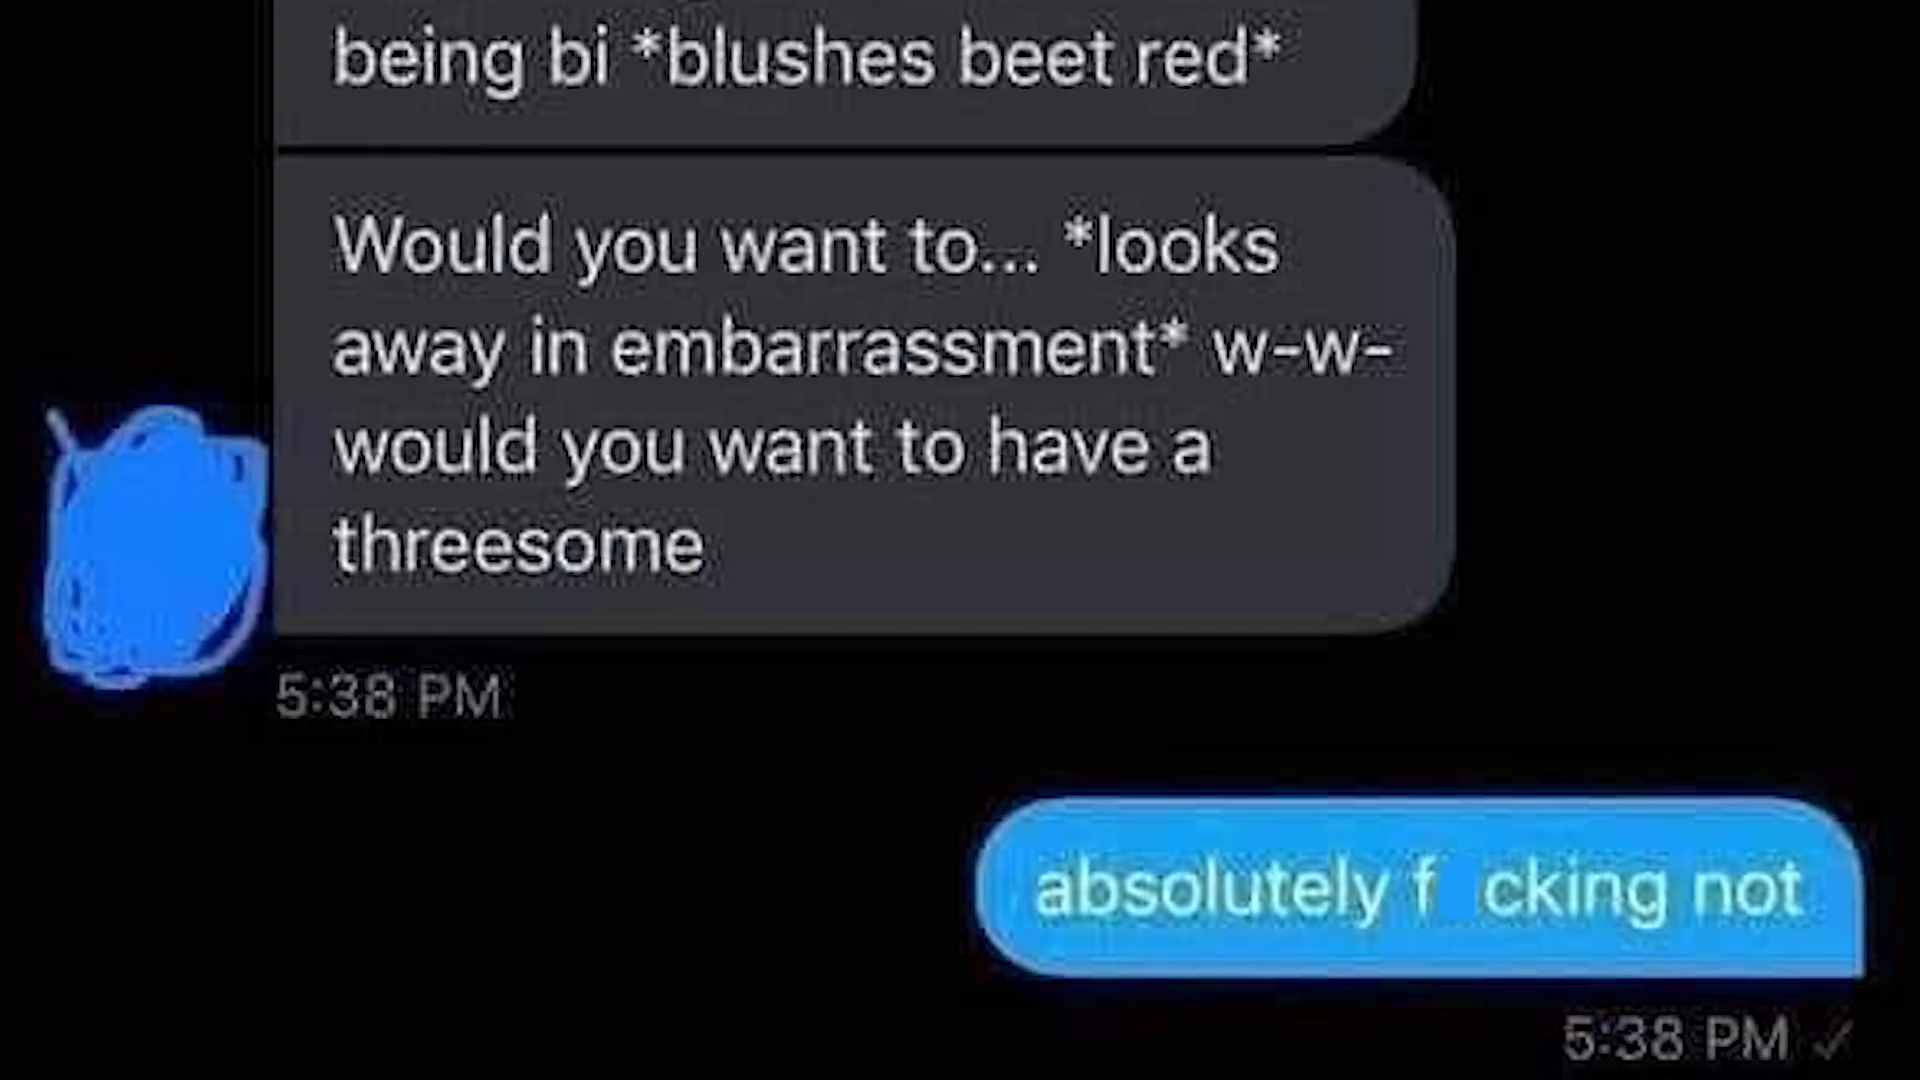 being bi *blushes beet red*
Would you want to... *looks
away in embarrassment* w-w-
would you want to have a
threesome
5:38 PM
absolutely f cking not
5:38 PM ✓